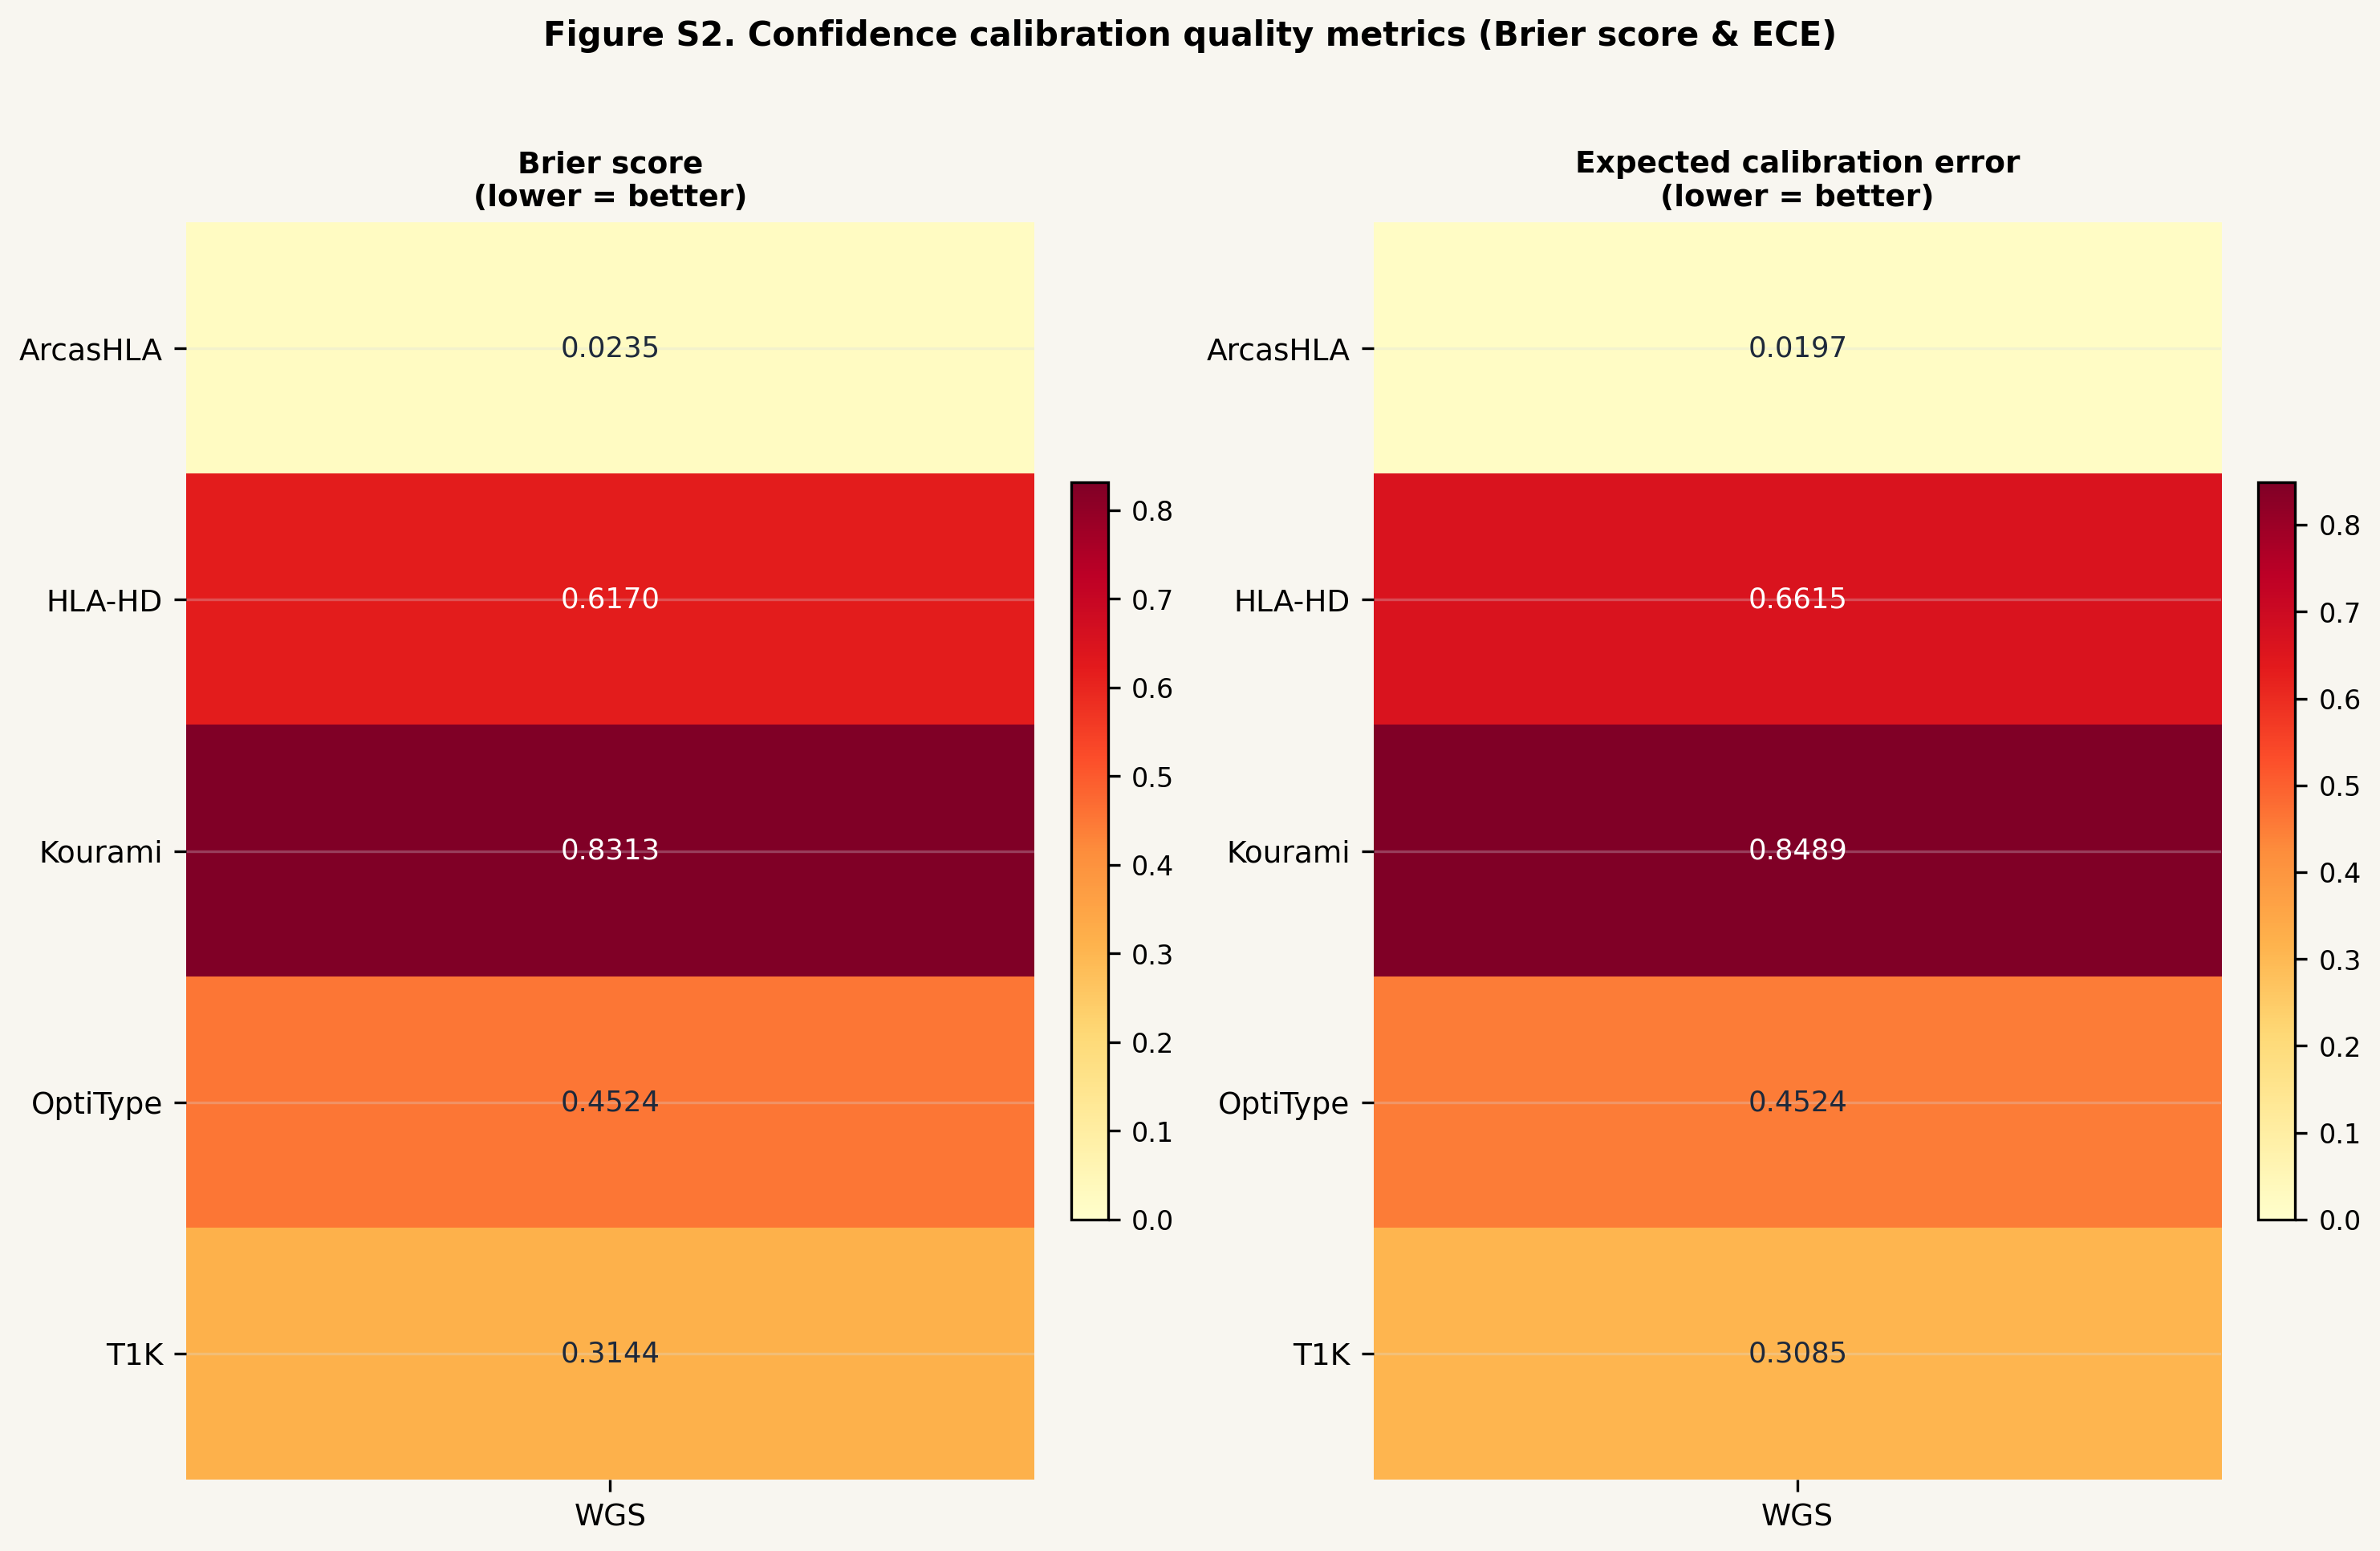 Figure S2. Confidence calibration quality metrics (Brier score & ECE)
Brier score
(lower = better)
ArcasHLA
0.0235
HLA-HD
0.6170
Kourami
0.8313
OptiType
0.4524
T1K
0.3144
WGS
0.8
0.7
0.6
0.5
0.4
0.3
0.2
0.1
0.0
Expected calibration error
(lower = better)
ArcasHLA
0.0197
HLA-HD
0.6615
Kourami
0.8489
OptiType
0.4524
T1K
0.3085
WGS
0.8
0.7
0.6
0.5
0.4
0.3
0.2
0.1
0.0